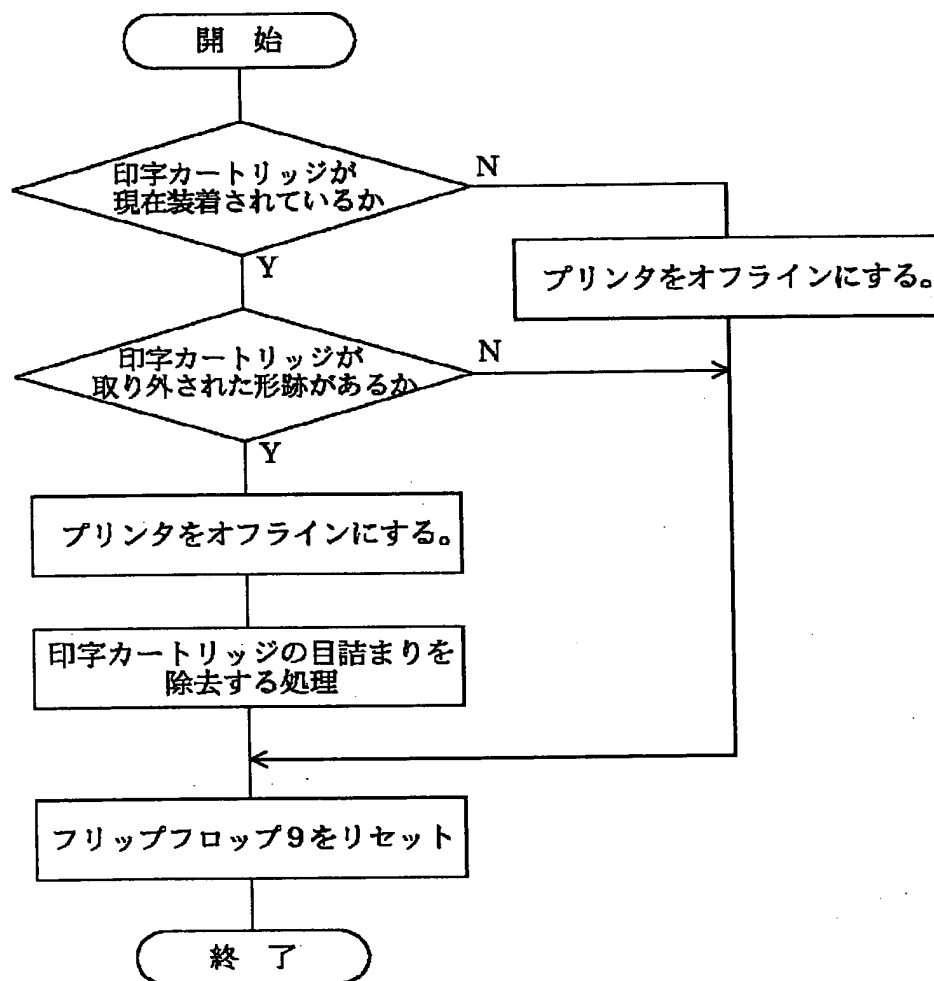 開 始
印字カートリッジが
現在装着されているか
N
Y
プリンタをオフラインにする。
印字カートリッジが
取り外された形跡があるか
N
Y
プリンタをオフラインにする。
印字カートリッジの目詰まりを
除去する処理
フリップフロップ9をリセット
終 了